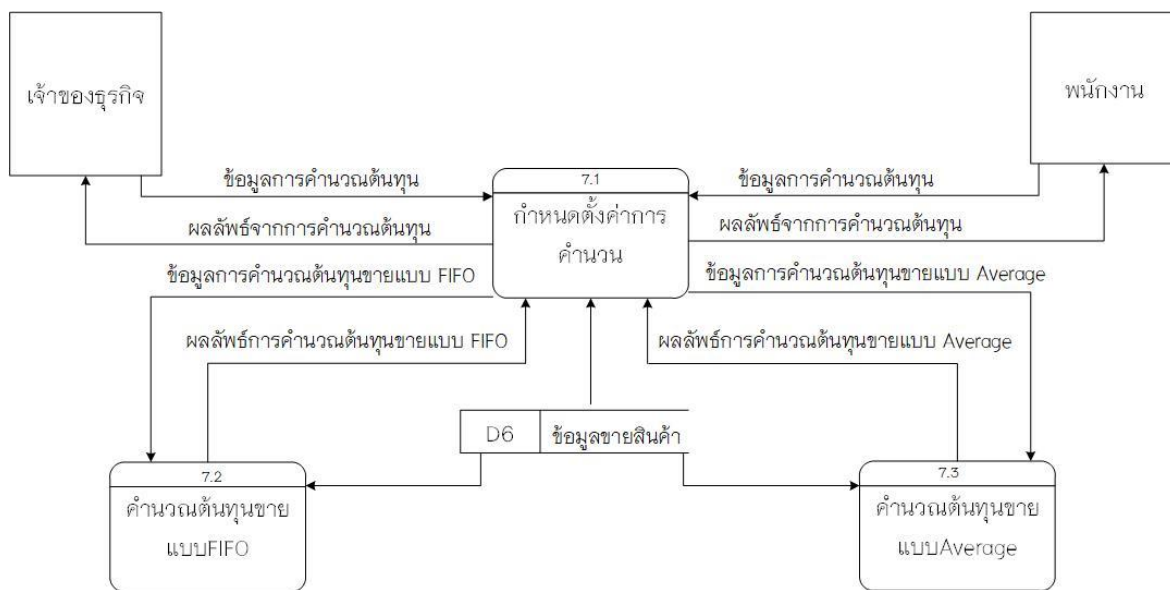 เจ้าของธุรกิจ
พนักงาน
ข้อมูลการคำนวณต้นทุน
7.1
ข้อมูลการคำนวณต้นทุน
กำหนดตั้งค่าการ
คำนวน
ผลลัพธ์จากการคำนวณต้นทุน
ผลลัพธ์จากการคำนวณต้นทุน
ข้อมูลการคำนวณต้นทุนขายแบบ FIFO
ข้อมูลการคำนวณต้นทุนขายแบบ Average
ผลลัพธ์การคำนวณต้นทุนขายแบบ FIFO
ผลลัพธ์การคำนวณต้นทุนขายแบบ Average
D6
ข้อมูลขายสินค้า
7.2
คำนวณต้นทุนขาย
แบบFIFO
7.3
คำนวณต้นทุนขาย
แบบAverage